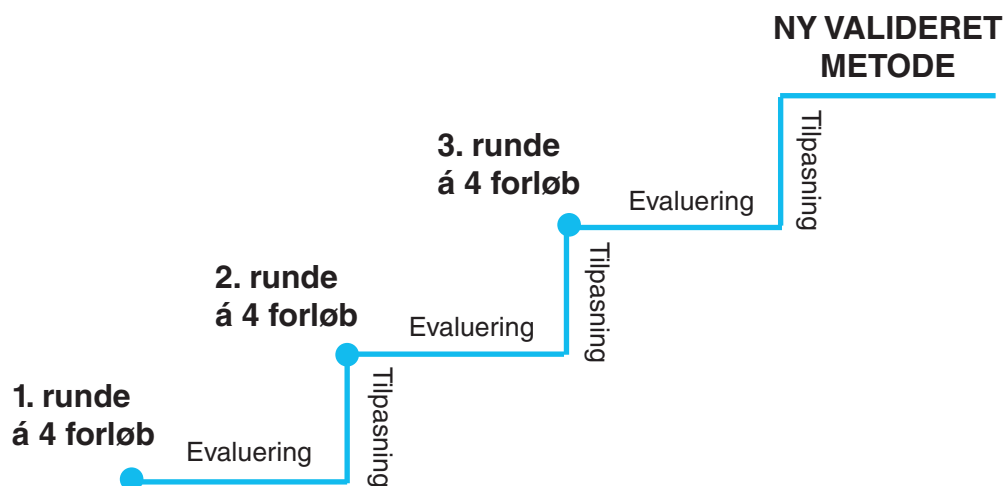 NY VALIDERET
METODE
Tilpasning
3. runde
á 4 forløb
Evaluering
Tilpasning
2. runde
á 4 forløb
Evaluering
Tilpasning
1. runde
á 4 forløb
Evaluering